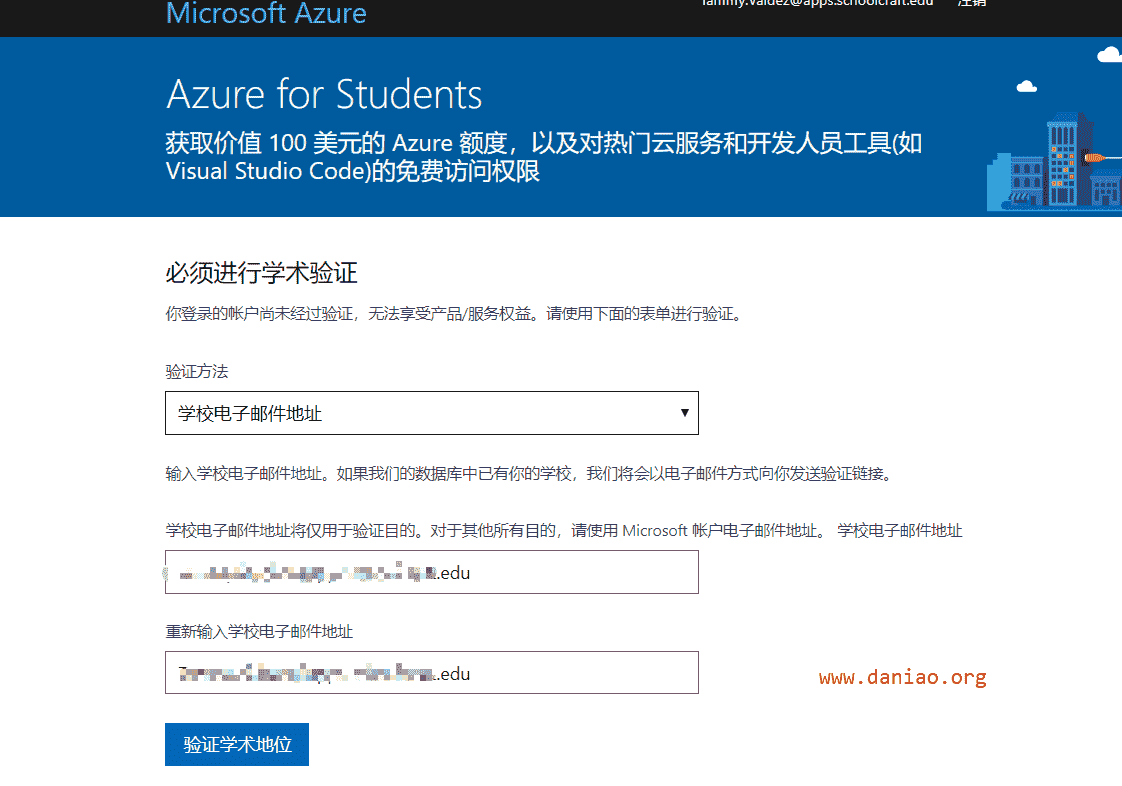 Microsoft Azure
Tammy.Valdez@apps.schoolcraft.edu 注销
Azure for Students
获取价值 100 美元的 Azure 额度，以及对热门云服务和开发人员工具(如
Visual Studio Code)的免费访问权限
必须进行学术验证
你登录的帐户尚未经过验证，无法享受产品/服务权益。请使用下面的表单进行验证。
验证方法
学校电子邮件地址
输入学校电子邮件地址。如果我们的数据库中已有你的学校，我们将会以电子邮件方式向你发送验证链接。
学校电子邮件地址将仅用于验证目的。对于其他所有目的，请使用 Microsoft 帐户电子邮件地址。 学校电子邮件地址
.edu
重新输入学校电子邮件地址
.edu
www.daniao.org
验证学术地位